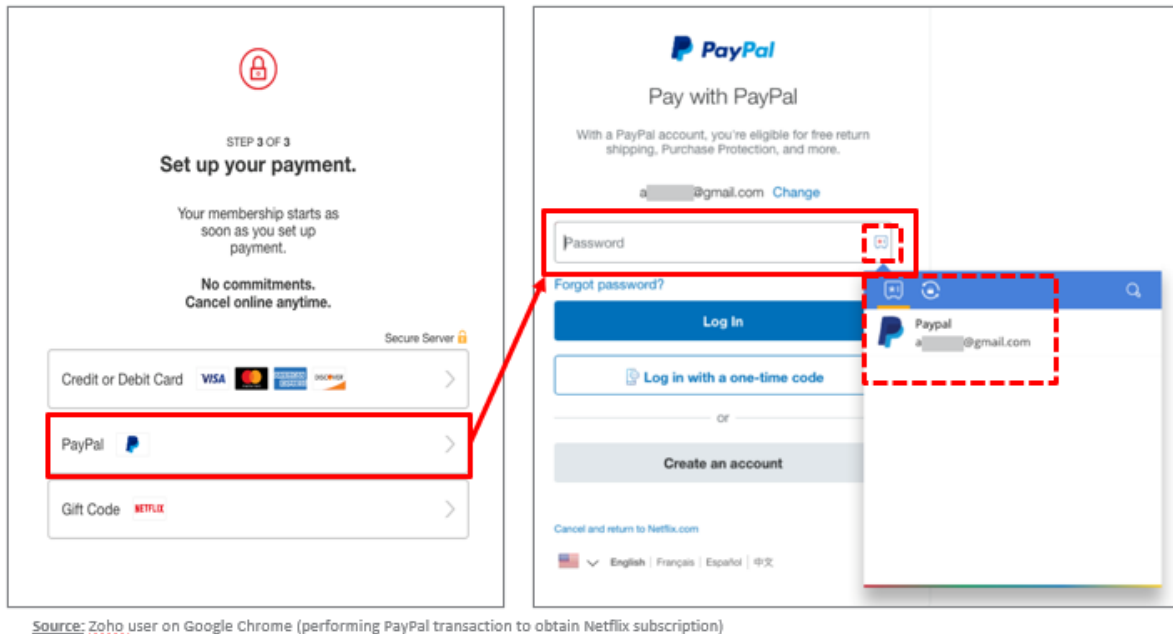 STEP 3 OF 3
Set up your payment.
Your membership starts as
soon as you set up
payment.
No commitments.
Cancel online anytime.
Secure Server
Credit or Debit Card VISA AMERICAN EXPRESS DISCOVER
PayPal
Gift Code NETFLIX
PayPal
Pay with PayPal
With a PayPal account, you're eligible for free return
shipping, Purchase Protection, and more.
a @gmail.com Change
Password
Forgot password?
Log In
Log in with a one-time code
or
Create an account
Cancel and return to Netflix.com
English | Français | Español | 中文
Paypal
a @gmail.com
Source: Zoho user on Google Chrome (performing PayPal transaction to obtain Netflix subscription)